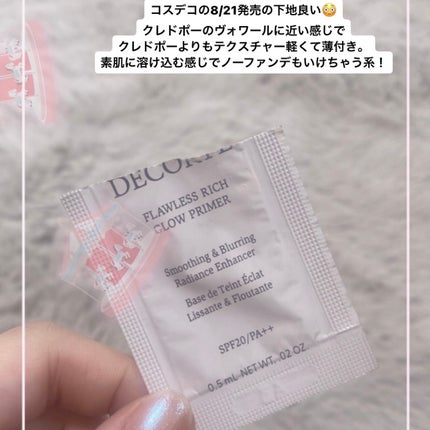 コスデコの8/21発売の下地良い😳
クレドポーのヴォワールに近い感じで
クレドポーよりもテクスチャー軽くて薄付き。
素肌に溶け込む感じでノーファンデもいけちゃう系！
DECORTÉ
FLAWLESS RICH
GLOW PRIMER
Smoothing & Blurring
Radiance Enhancer
Base de Teint Éclat
Lissante & Floutante
SPF20/PA++
0.5 mL NET WT. .02 OZ.